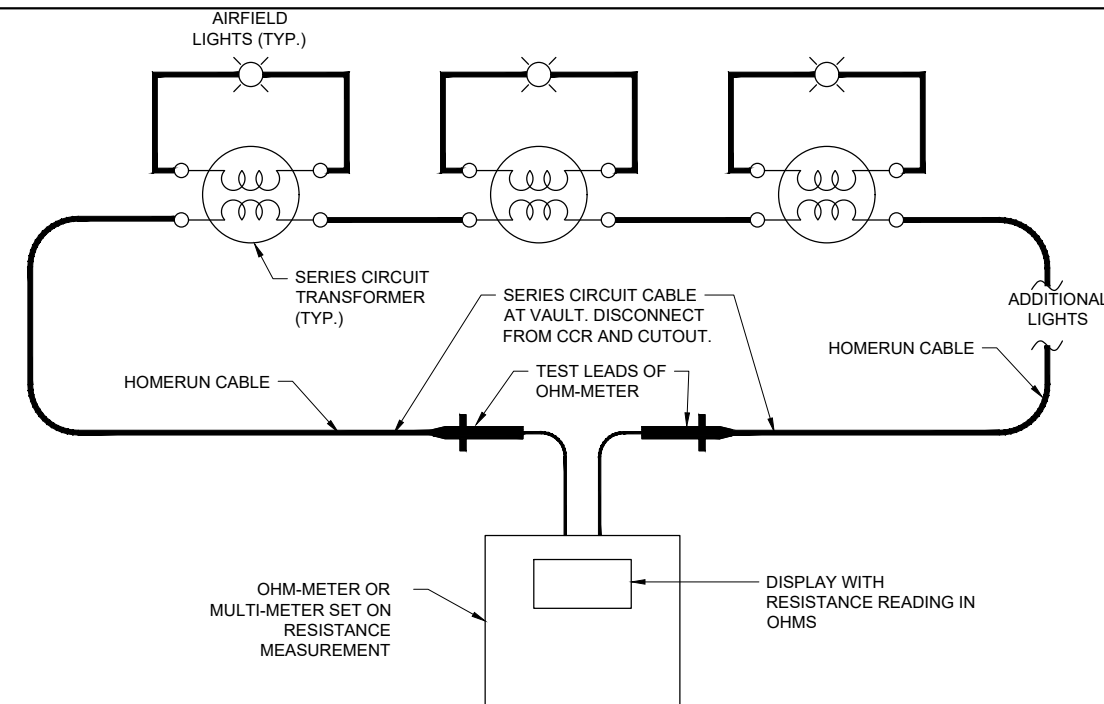 AIRFIELD
LIGHTS (TYP.)
SERIES CIRCUIT
TRANSFORMER
(TYP.)
SERIES CIRCUIT CABLE
AT VAULT. DISCONNECT
FROM CCR AND CUTOUT.
ADDITIONAL
LIGHTS
HOMERUN CABLE
TEST LEADS OF
OHM-METER
HOMERUN CABLE
OHM-METER OR
MULTI-METER SET ON
RESISTANCE
MEASUREMENT
DISPLAY WITH
RESISTANCE READING IN
OHMS